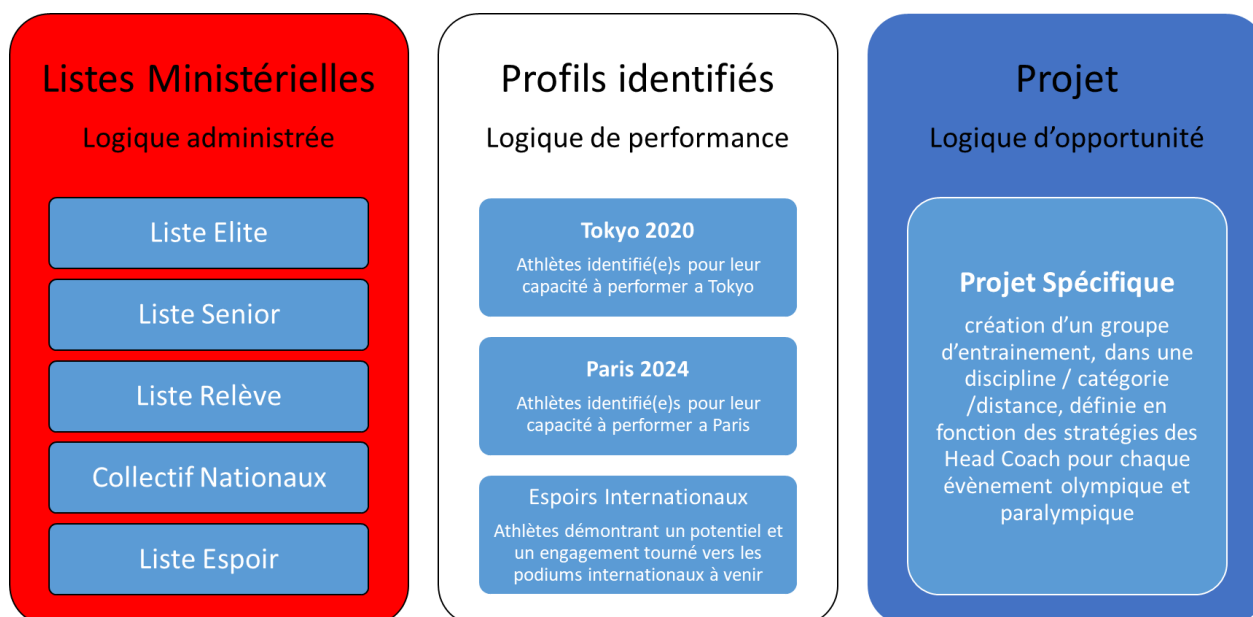 Listes Ministérielles
Logique administrée
Liste Elite
Liste Senior
Liste Relève
Collectif Nationaux
Liste Espoir
Profils identifiés
Logique de performance
Tokyo 2020
Athlètes identifié(e)s pour leur
capacité à performer a Tokyo
Paris 2024
Athlètes identifié(e)s pour leur
capacité à performer a Paris
Espoirs Internationaux
Athlètes démontrant un potentiel et
un engagement tourné vers les
podiums internationaux à venir
Projet
Logique d’opportunité
Projet Spécifique
création d’un groupe
d’entrainement, dans une
discipline / catégorie
/distance, définie en
fonction des stratégies des
Head Coach pour chaque
évènement olympique et
paralympique